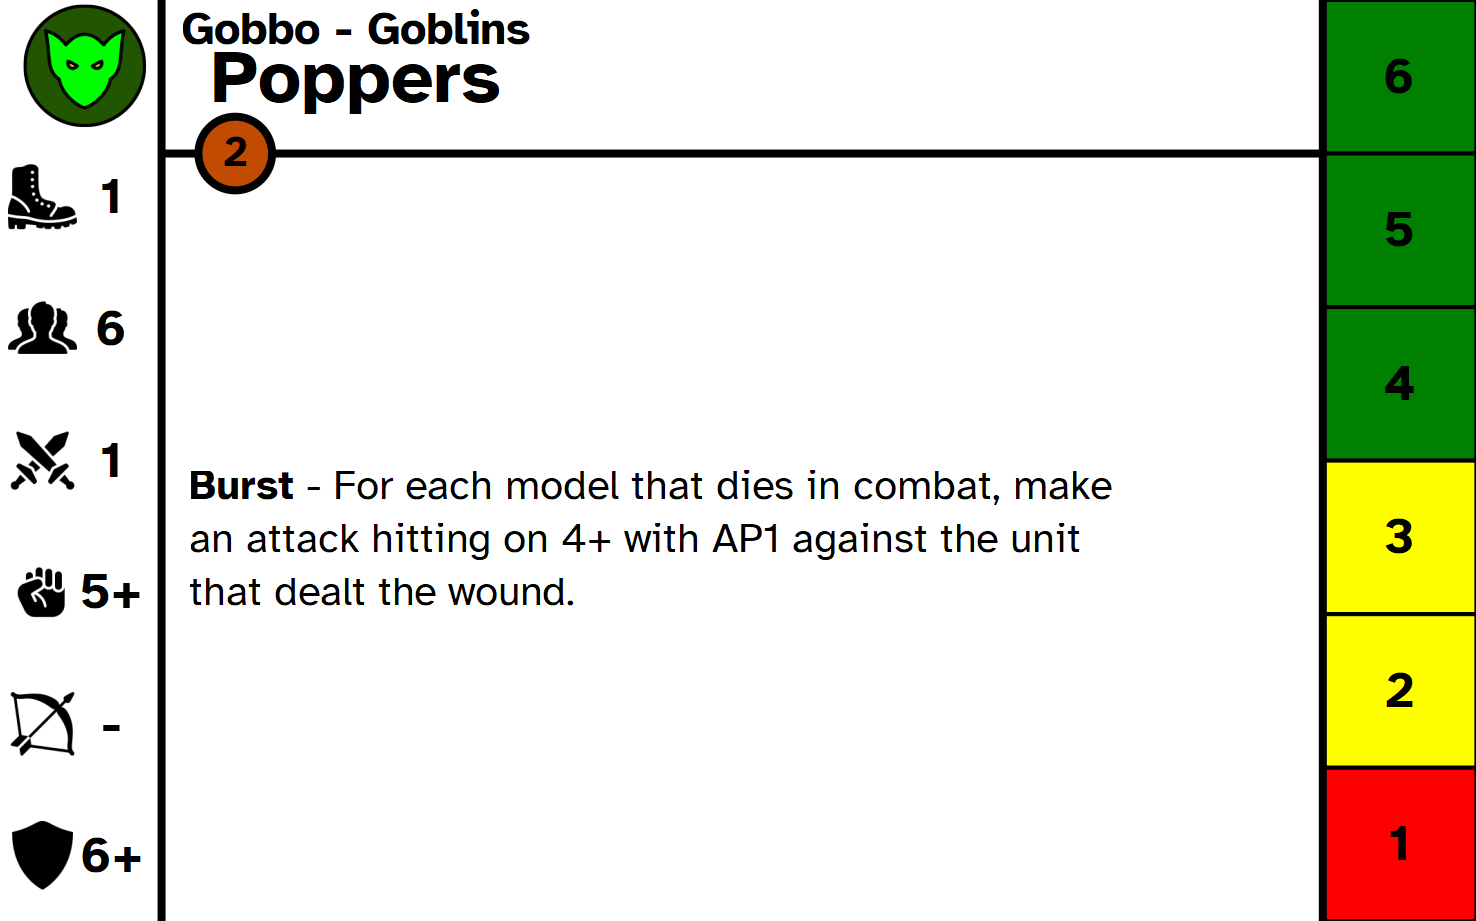 Gobbo - Goblins
Poppers
2
1
6
1
5+
-
6+
Burst - For each model that dies in combat, make
an attack hitting on 4+ with AP1 against the unit
that dealt the wound.
6
5
4
3
2
1